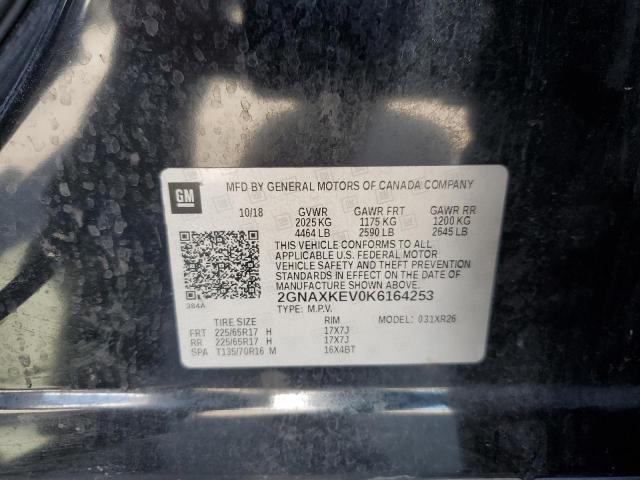 GM
MFD BY GENERAL MOTORS OF CANADA COMPANY
10/18 GVWR GAWR FRT GAWR RR
2025 KG 1175 KG 1200 KG
4464 LB 2590 LB 2645 LB
THIS VEHICLE CONFORMS TO ALL
APPLICABLE U.S. FEDERAL MOTOR
VEHICLE SAFETY AND THEFT PREVENTION
STANDARDS IN EFFECT ON THE DATE OF
MANUFACTURE SHOWN ABOVE.
384A
2GNAXKEV0K6164253
TYPE: M.P.V.
TIRE SIZE RIM MODEL: 031XR26
FRT 225/65R17 H 17X7J
RR 225/65R17 H 17X7J
SPA T135/70R16 M 16X4BT